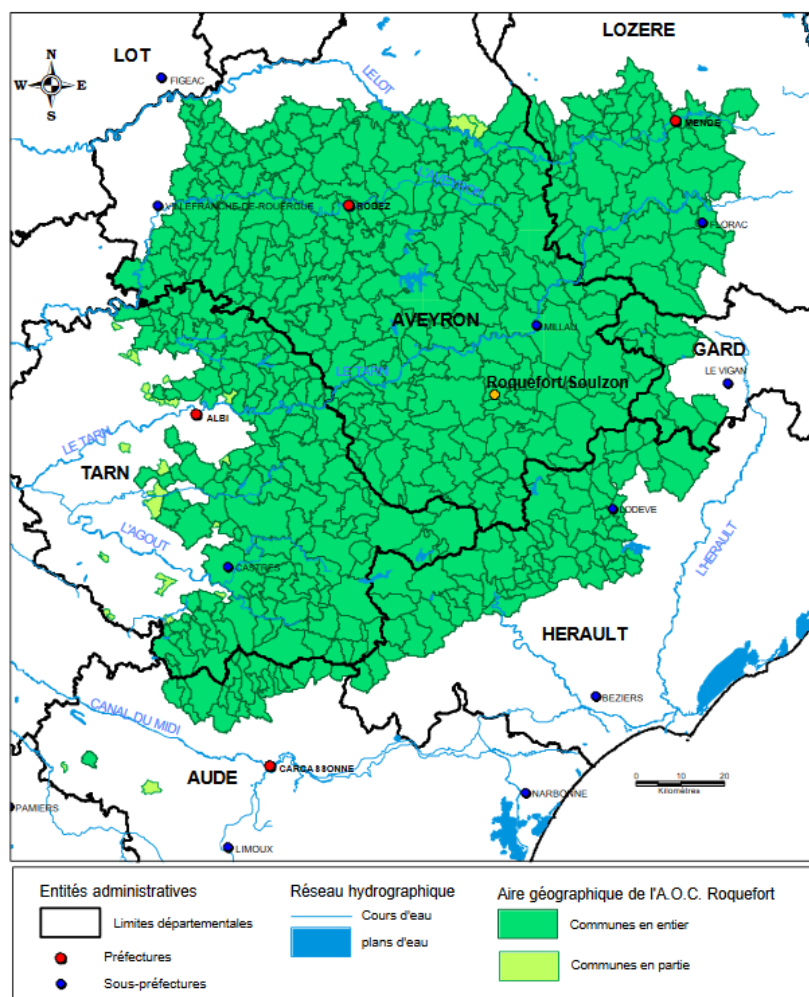 LOZERE
LOT
N
W
E
S
FIGEAC
LE LOT
MENDE
L'AVEYRON
VILLEFRANCHE-DE-ROUERGUE
RODEZ
FLORAC
AVEYRON
MILLAU
GARD
LE VIGAN
LE TARN
Roquefort/Soulzon
ALBI
LE TARN
TARN
L'AGOUT
LODEVE
CASTRES
L'HERAULT
HERAULT
BEZIERS
CANAL DU MIDI
AUDE
CARCASSONNE
NARBONNE
PAMIERS
LIMOUX
0 10 20
Kilomètres
Entités administratives
Limites départementales
Préfectures
Sous-préfectures
Réseau hydrographique
Cours d'eau
plans d'eau
Aire géographique de l'A.O.C. Roquefort
Communes en entier
Communes en partie